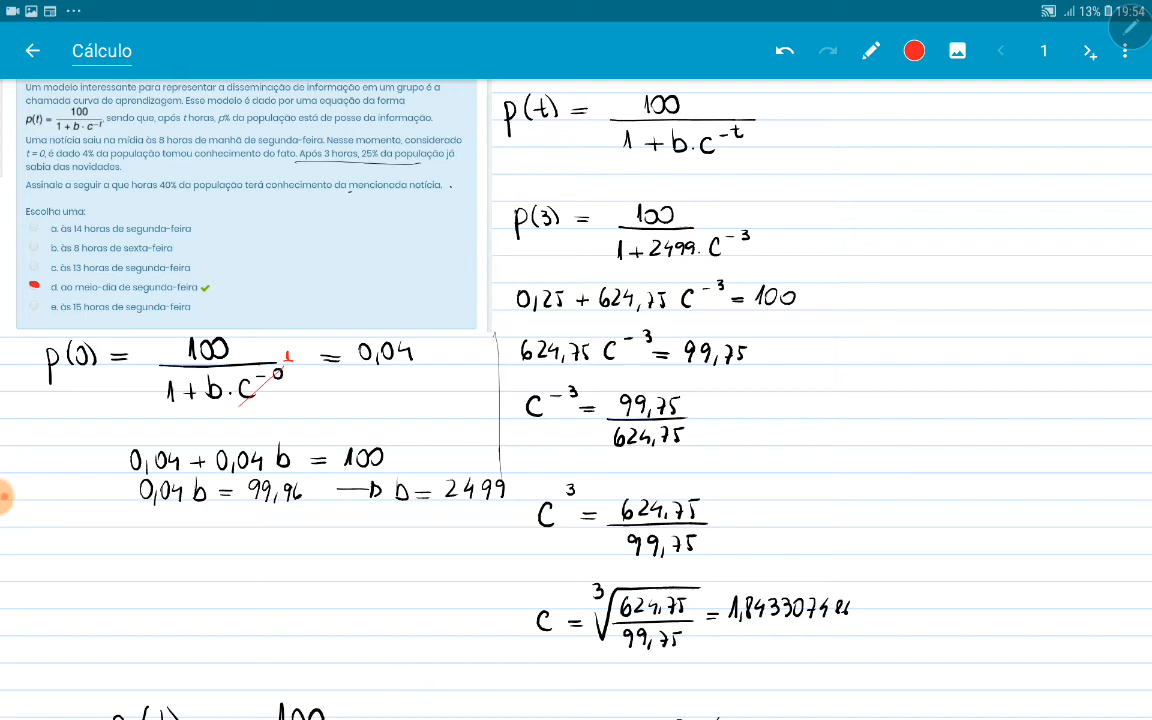 13% 19:54
Cálculo
1
Um modelo interessante para representar a disseminação de informação em um grupo é a
chamada curva de aprendizagem. Esse modelo é dado por uma equação da forma
p(t) = 100 / (1 + b · c^-t), sendo que, após t horas, p% da população está de posse da informação.
Uma notícia saiu na mídia às 8 horas de manhã de segunda-feira. Nesse momento, considerado
t = 0, é dado 4% da população tamou conhecimento do fato. Após 3 horas, 25% da população já
sabia das novidades.
Assinale a seguir a que horas 40% da população terá conhecimento da mencionada notícia.
Escolha uma:
a. às 14 horas de segunda-feira
b. às 8 horas de sexta-feira
c. às 13 horas de segunda-feira
d. ao meio-dia de segunda-feira
e. às 15 horas de segunda-feira
p(0) = 100 / (1 + b · c^-0) 1 = 0,04
0,04 + 0,04 b = 100
0,04 b = 99,96 → b = 2499
p(t) = 100 / (1 + b · c^-t)
p(3) = 100 / (1 + 2499 · c^-3)
0,25 + 624,75 c^-3 = 100
624,75 c^-3 = 99,75
c^-3 = 99,75 / 624,75
c^3 = 624,75 / 99,75
c = ∛(624,75 / 99,75) = 1,8433074
100